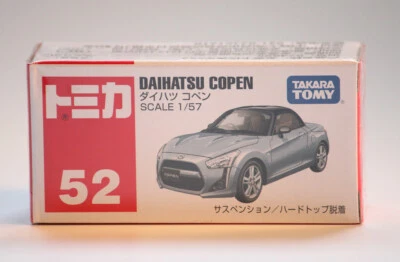 トミカ®
52
DAIHATSU COPEN
ダイハツ コペン
SCALE 1/57
TAKARA
TOMY
COPEN
サスペンション／ハードトップ脱着